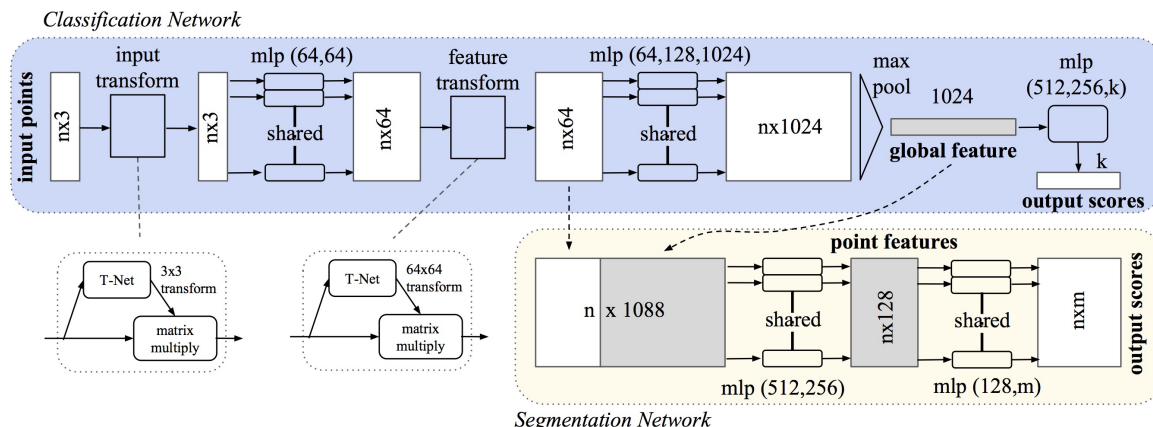 Classification Network
input points
nx3
input
transform
nx3
mlp (64,64)
shared
nx64
feature
transform
nx64
mlp (64,128,1024)
shared
nx1024
max
pool
1024
global feature
mlp
(512,256,k)
k
output scores
T-Net
3x3
transform
matrix
multiply
T-Net
64x64
transform
matrix
multiply
point features
n x 1088
shared
mlp (512,256)
nx128
shared
mlp (128,m)
nxm
output scores
Segmentation Network